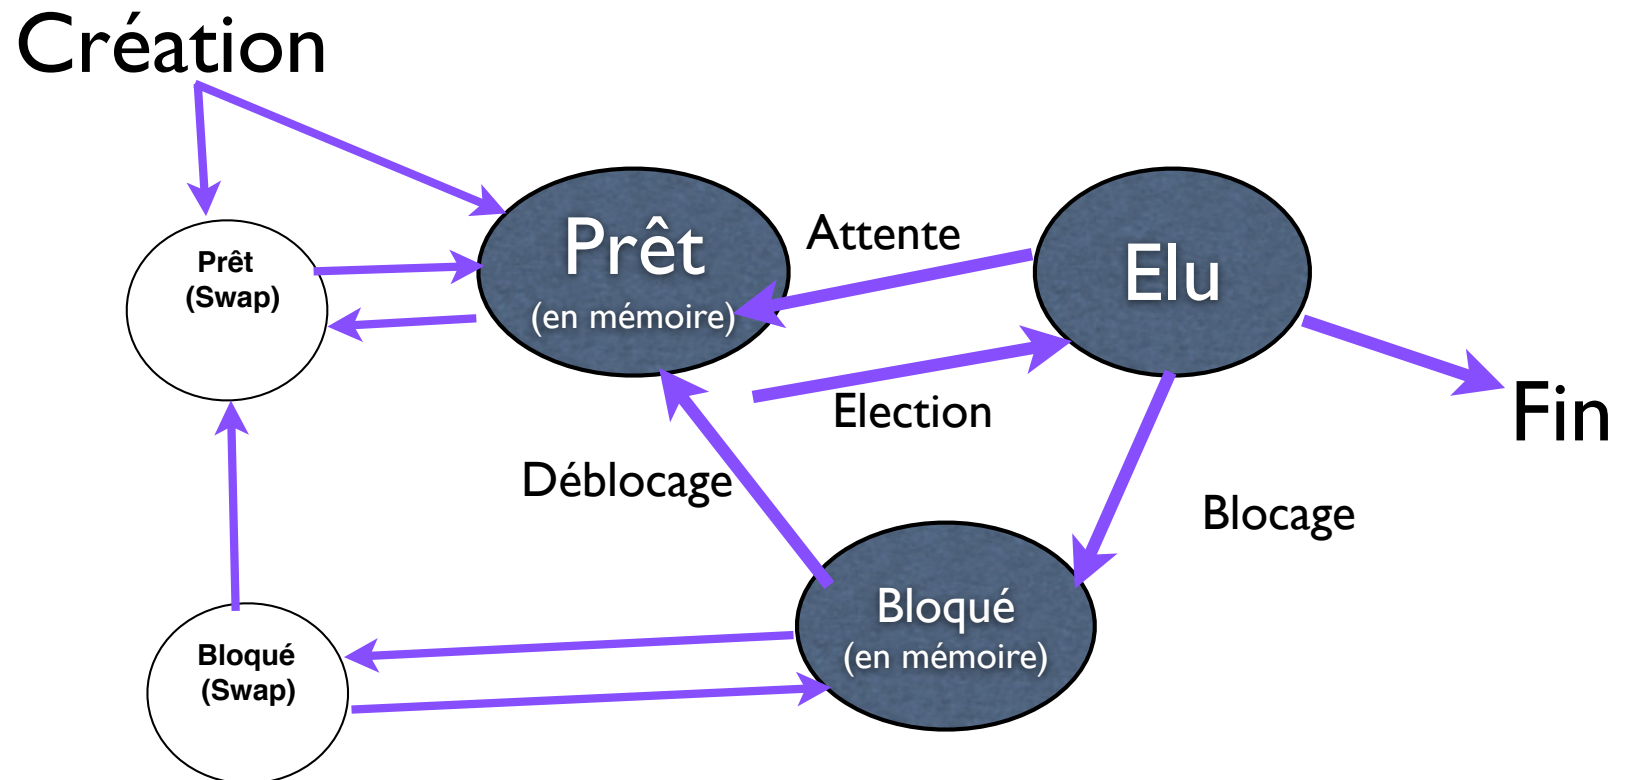 Création
Prêt
(Swap)
Prêt
(en mémoire)
Attente
Elu
Election
Fin
Déblocage
Blocage
Bloqué
(en mémoire)
Bloqué
(Swap)